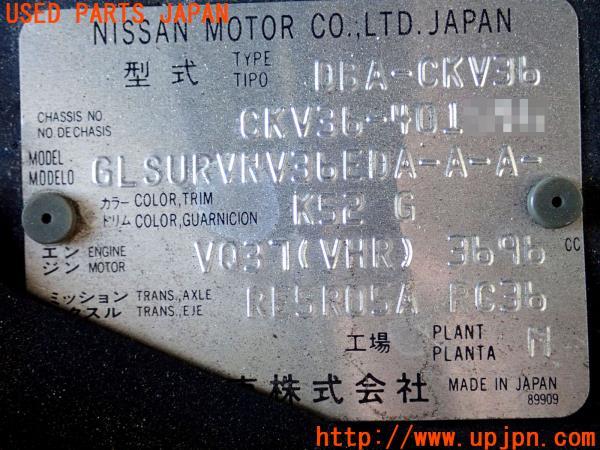 USED PARTS JAPAN
NISSAN MOTOR CO.,LTD.JAPAN
型式 TYPE TIPO DBA-CKV36
CHASSIS NO. NO DE CHASIS CKV36-401
MODEL MODELO GLSURVNV36EDA-A-A-
カラー COLOR,TRIM
トリム COLOR,GUARNICION K52 G
エンジン ENGINE MOTOR VQ37(VHR) 3696 CC
ミッション TRANS.,AXLE
クスル TRANS.,EJE RE5R05A FC36
工場 PLANT PLANTA M
株式会社 MADE IN JAPAN
89909
www.upjpn.com